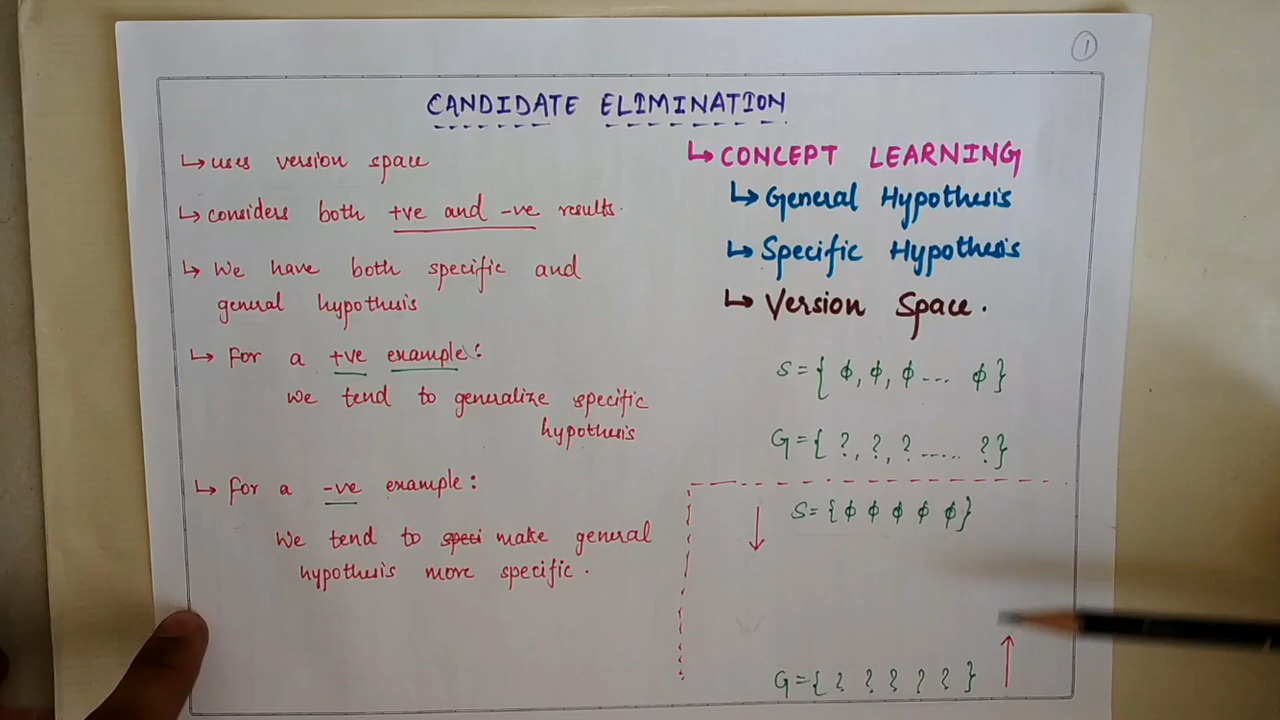 1
CANDIDATE ELIMINATION
↳ uses version space
↳ considers both +ve and -ve results.
↳ We have both specific and
general hypothesis
↳ for a +ve example:
we tend to generalize specific
hypothesis
↳ for a -ve example:
We tend to speci make general
hypothesis more specific.
↳ CONCEPT LEARNING
↳ General Hypothesis
↳ Specific Hypothesis
↳ Version Space.
S={ φ, φ, φ--- φ}
G={ ?, ?, ?..... ?}
S={φ φ φ φ φ}
G={? ? ? ? ?}